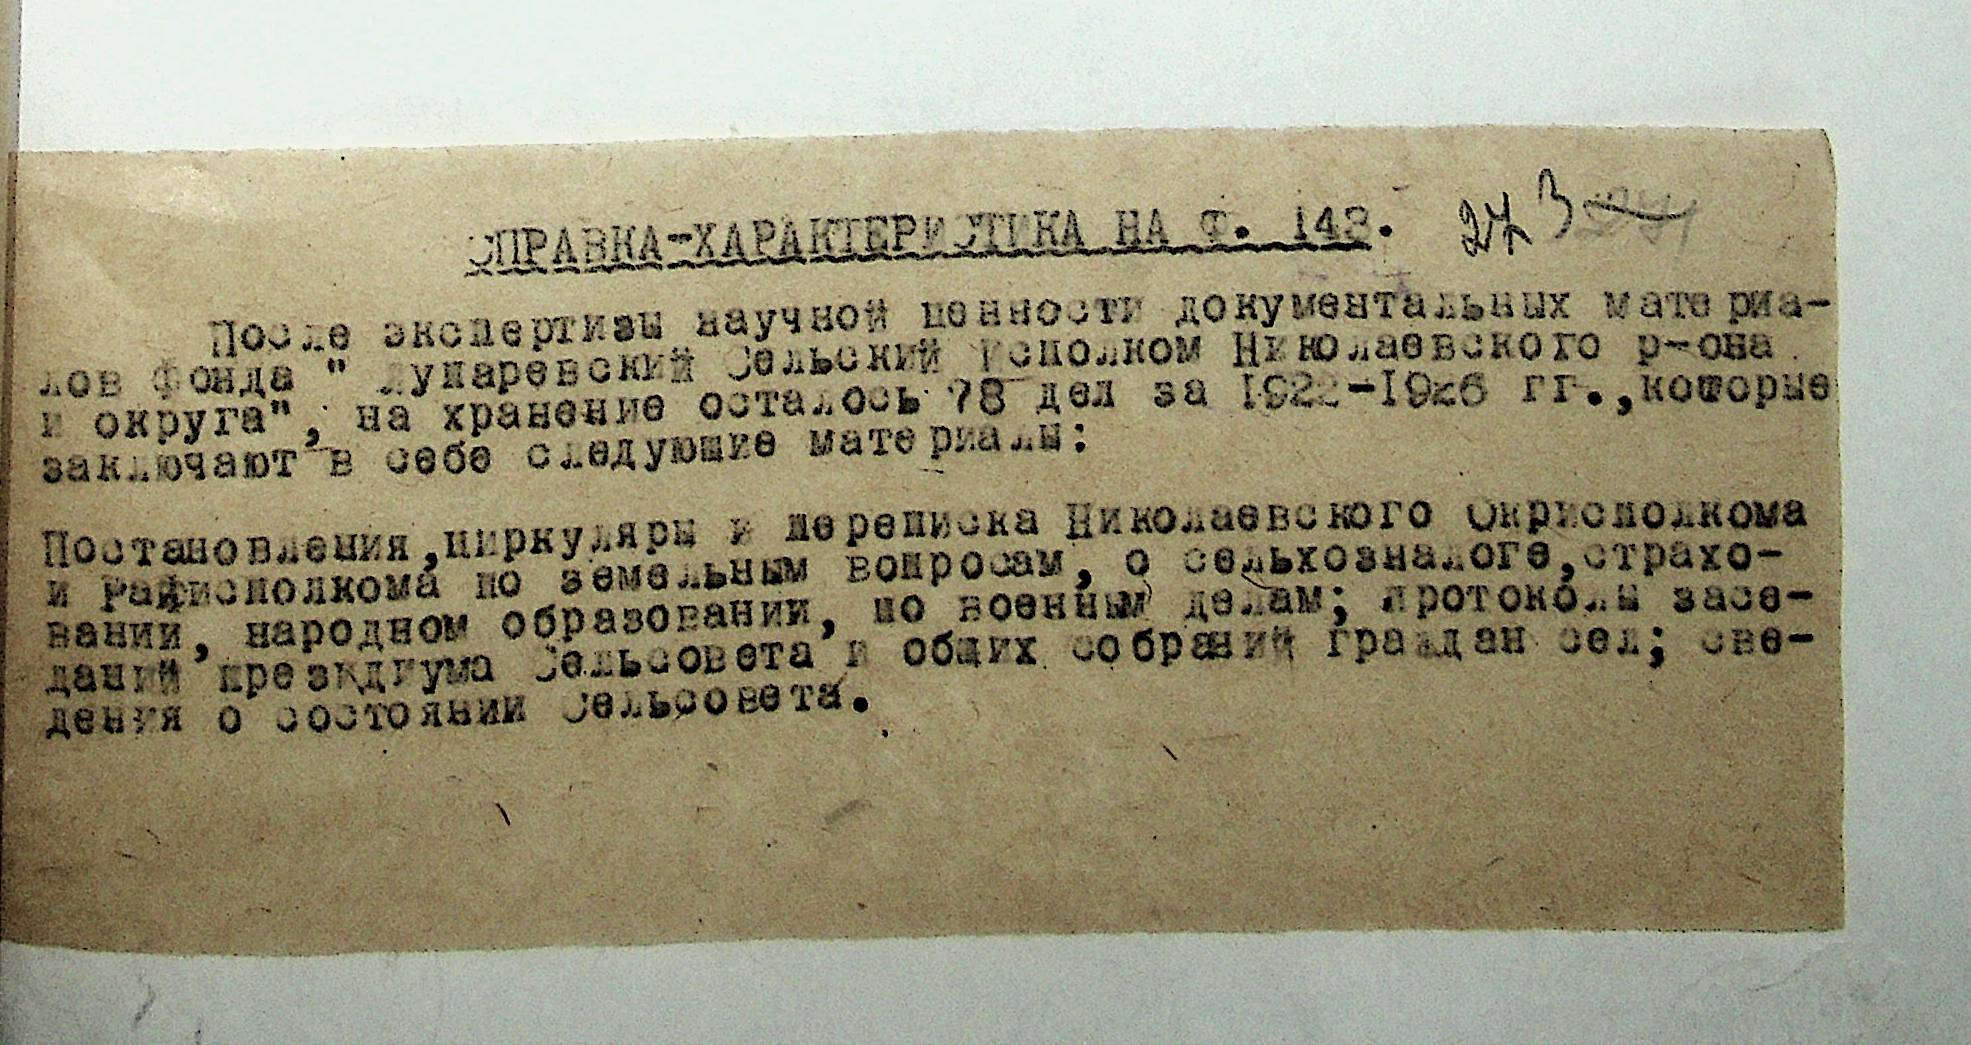 СПРАВКА-ХАРАКТЕРИСТИКА НА Ф. 148. 273
После экспертизы научной ценности документальных материа-
лов фонда " Лупаревский Сельский Исполком Николаевского р-она
и округа", на хранение осталось 78 дел за 1922-1926 гг.,которые
заключают в себе следующие материалы:
Постановления,циркуляры и переписка Николаевского Окрисполкома
и Райисполкома по земельным вопросам, о сельхозналоге,страхо-
вании, народном образовании, по военным делам; протоколы засе-
даний президиума Сельсовета и общих собраний граждан сел; све-
дения о состоянии Сельсовета.